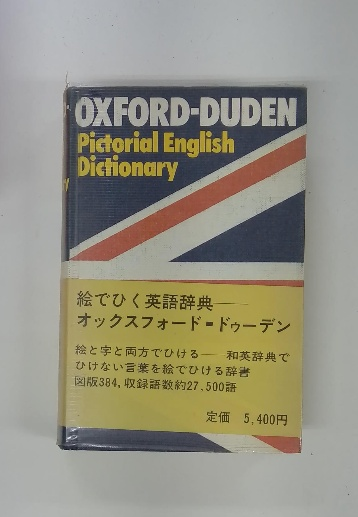 OXFORD-DUDEN
Pictorial English
Dictionary
絵でひく英語辞典――
オックスフォード＝ドゥーデン
絵と字と両方でひける―― 和英辞典で
ひけない言葉を絵でひける辞書
図版384,収録語数約27,500語
定価 5,400円